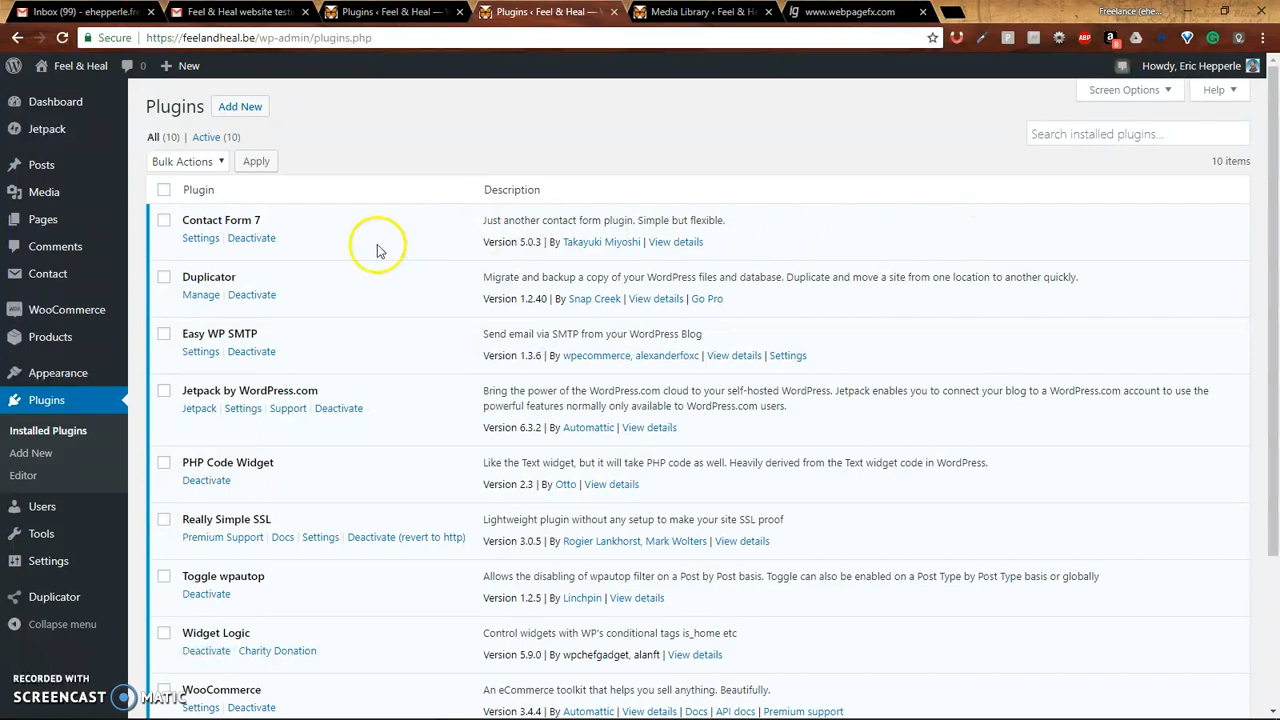 Inbox (99) - ehepperle.fre
Feel & Heal website testi
Plugins ‹ Feel & Heal —
Plugins ‹ Feel & Heal —
Media Library ‹ Feel & H
www.webpagefx.com
Freelance (ehe...
Secure
https://feelandheal.be/wp-admin/plugins.php
ABP
8
Feel & Heal
0
New
Howdy, Eric Hepperle
Dashboard
Jetpack
Posts
Media
Pages
Comments
Contact
WooCommerce
Products
Appearance
Plugins
Installed Plugins
Add New
Editor
Users
Tools
Settings
Duplicator
Collapse menu
Plugins
Add New
Screen Options
Help
All (10) | Active (10)
Search installed plugins...
Bulk Actions
Apply
10 items
Plugin
Description
Contact Form 7
Settings | Deactivate
Just another contact form plugin. Simple but flexible.
Version 5.0.3 | By Takayuki Miyoshi | View details
Duplicator
Manage | Deactivate
Migrate and backup a copy of your WordPress files and database. Duplicate and move a site from one location to another quickly.
Version 1.2.40 | By Snap Creek | View details | Go Pro
Easy WP SMTP
Settings | Deactivate
Send email via SMTP from your WordPress Blog
Version 1.3.6 | By wpecommerce, alexanderfoxc | View details | Settings
Jetpack by WordPress.com
Jetpack | Settings | Support | Deactivate
Bring the power of the WordPress.com cloud to your self-hosted WordPress. Jetpack enables you to connect your blog to a WordPress.com account to use the
powerful features normally only available to WordPress.com users.
Version 6.3.2 | By Automattic | View details
PHP Code Widget
Deactivate
Like the Text widget, but it will take PHP code as well. Heavily derived from the Text widget code in WordPress.
Version 2.3 | By Otto | View details
Really Simple SSL
Premium Support | Docs | Settings | Deactivate (revert to http)
Lightweight plugin without any setup to make your site SSL proof
Version 3.0.5 | By Rogier Lankhorst, Mark Wolters | View details
Toggle wpautop
Deactivate
Allows the disabling of wpautop filter on a Post by Post basis. Toggle can also be enabled on a Post Type by Post Type basis or globally
Version 1.2.5 | By Linchpin | View details
Widget Logic
Deactivate | Charity Donation
Control widgets with WP's conditional tags is_home etc
Version 5.9.0 | By wpchefgadget, alanft | View details
WooCommerce
Settings | Deactivate
An eCommerce toolkit that helps you sell anything. Beautifully.
Version 3.4.4 | By Automattic | View details | Docs | API docs | Premium support
RECORDED WITH
SCREENCAST MATIC